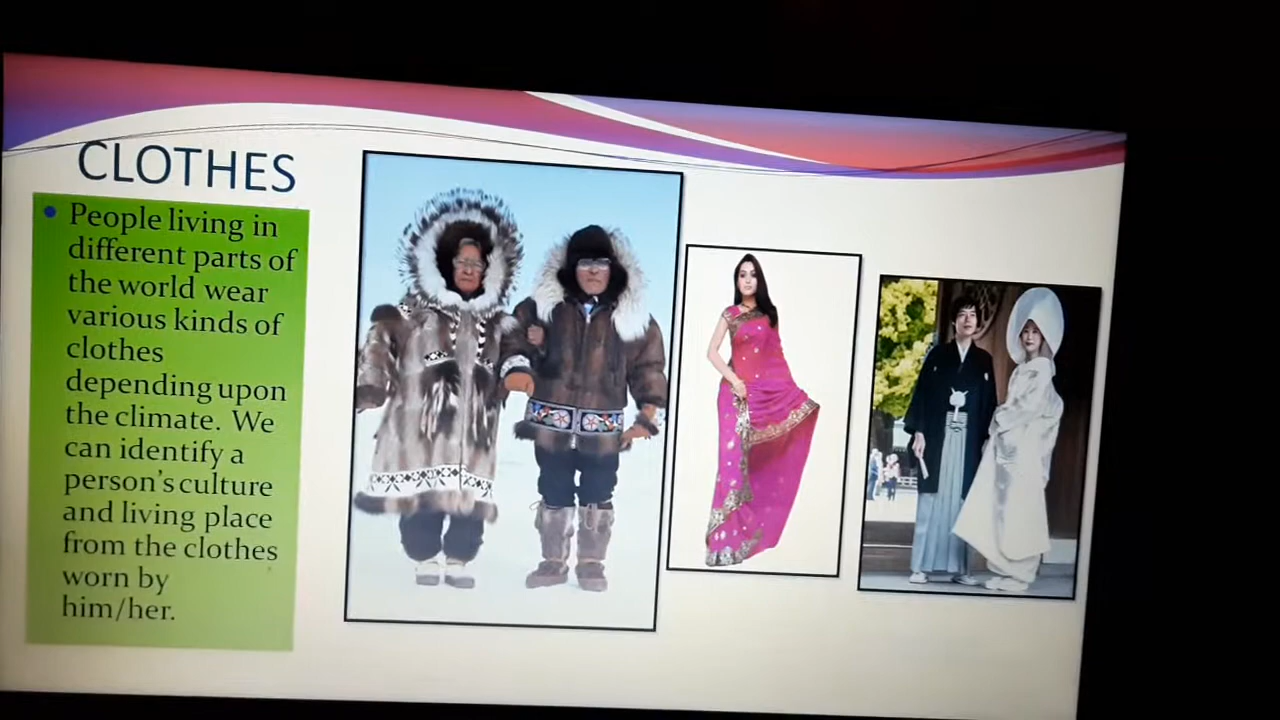 CLOTHES
People living in
different parts of
the world wear
various kinds of
clothes
depending upon
the climate. We
can identify a
person's culture
and living place
from the clothes
worn by
him/her.